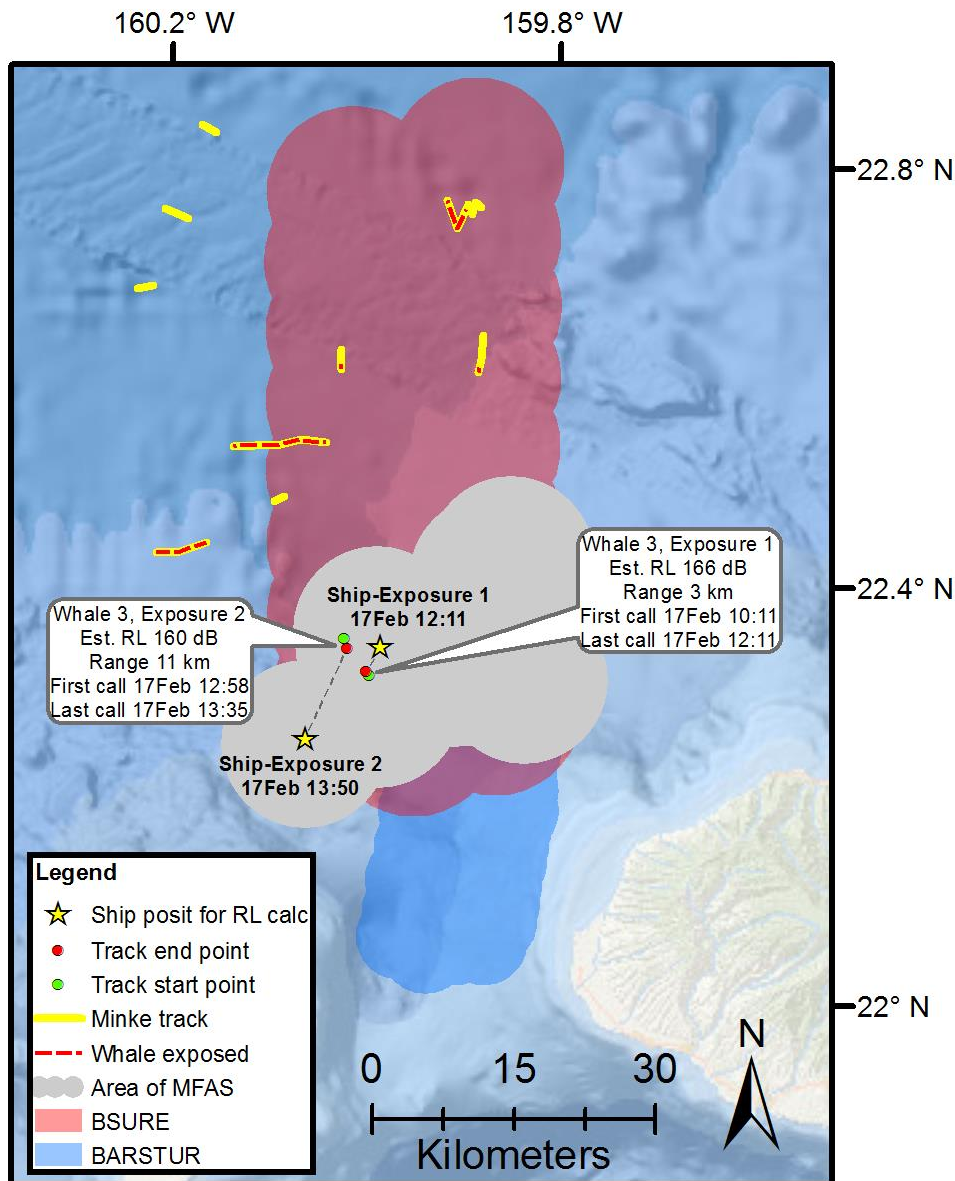 160.2° W
159.8° W
22.8° N
22.4° N
22° N
Ship-Exposure 1
17Feb 12:11
Whale 3, Exposure 1
Est. RL 166 dB
Range 3 km
First call 17Feb 10:11
Last call 17Feb 12:11
Whale 3, Exposure 2
Est. RL 160 dB
Range 11 km
First call 17Feb 12:58
Last call 17Feb 13:35
Ship-Exposure 2
17Feb 13:50
Legend
Ship posit for RL calc
Track end point
Track start point
Minke track
Whale exposed
Area of MFAS
BSURE
BARSTUR
N
0 15 30
Kilometers